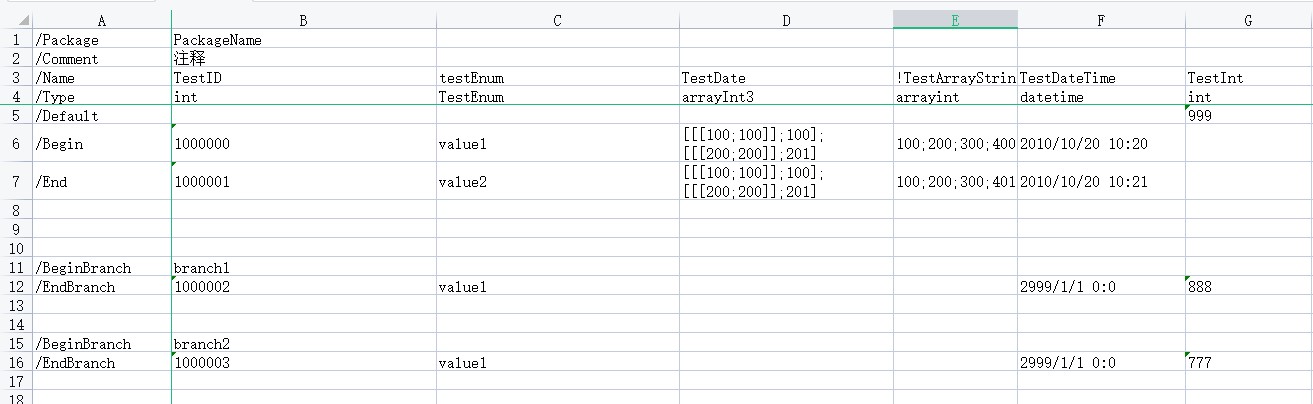 A B C D E F G
1 /Package PackageName
2 /Comment 注释
3 /Name TestID testEnum TestDate !TestArrayStrin TestDateTime TestInt
4 /Type int TestEnum arrayInt3 arrayint datetime int
5 /Default 999
6 /Begin 1000000 value1 [[[100;100]];100]; 100;200;300;400 2010/10/20 10:20
[[[200;200]];201]
7 /End 1000001 value2 [[[100;100]];100]; 100;200;300;401 2010/10/20 10:21
[[[200;200]];201]
8
9
10
11 /BeginBranch branch1
12 /EndBranch 1000002 value1 2999/1/1 0:0 888
13
14
15 /BeginBranch branch2
16 /EndBranch 1000003 value1 2999/1/1 0:0 777
17
18